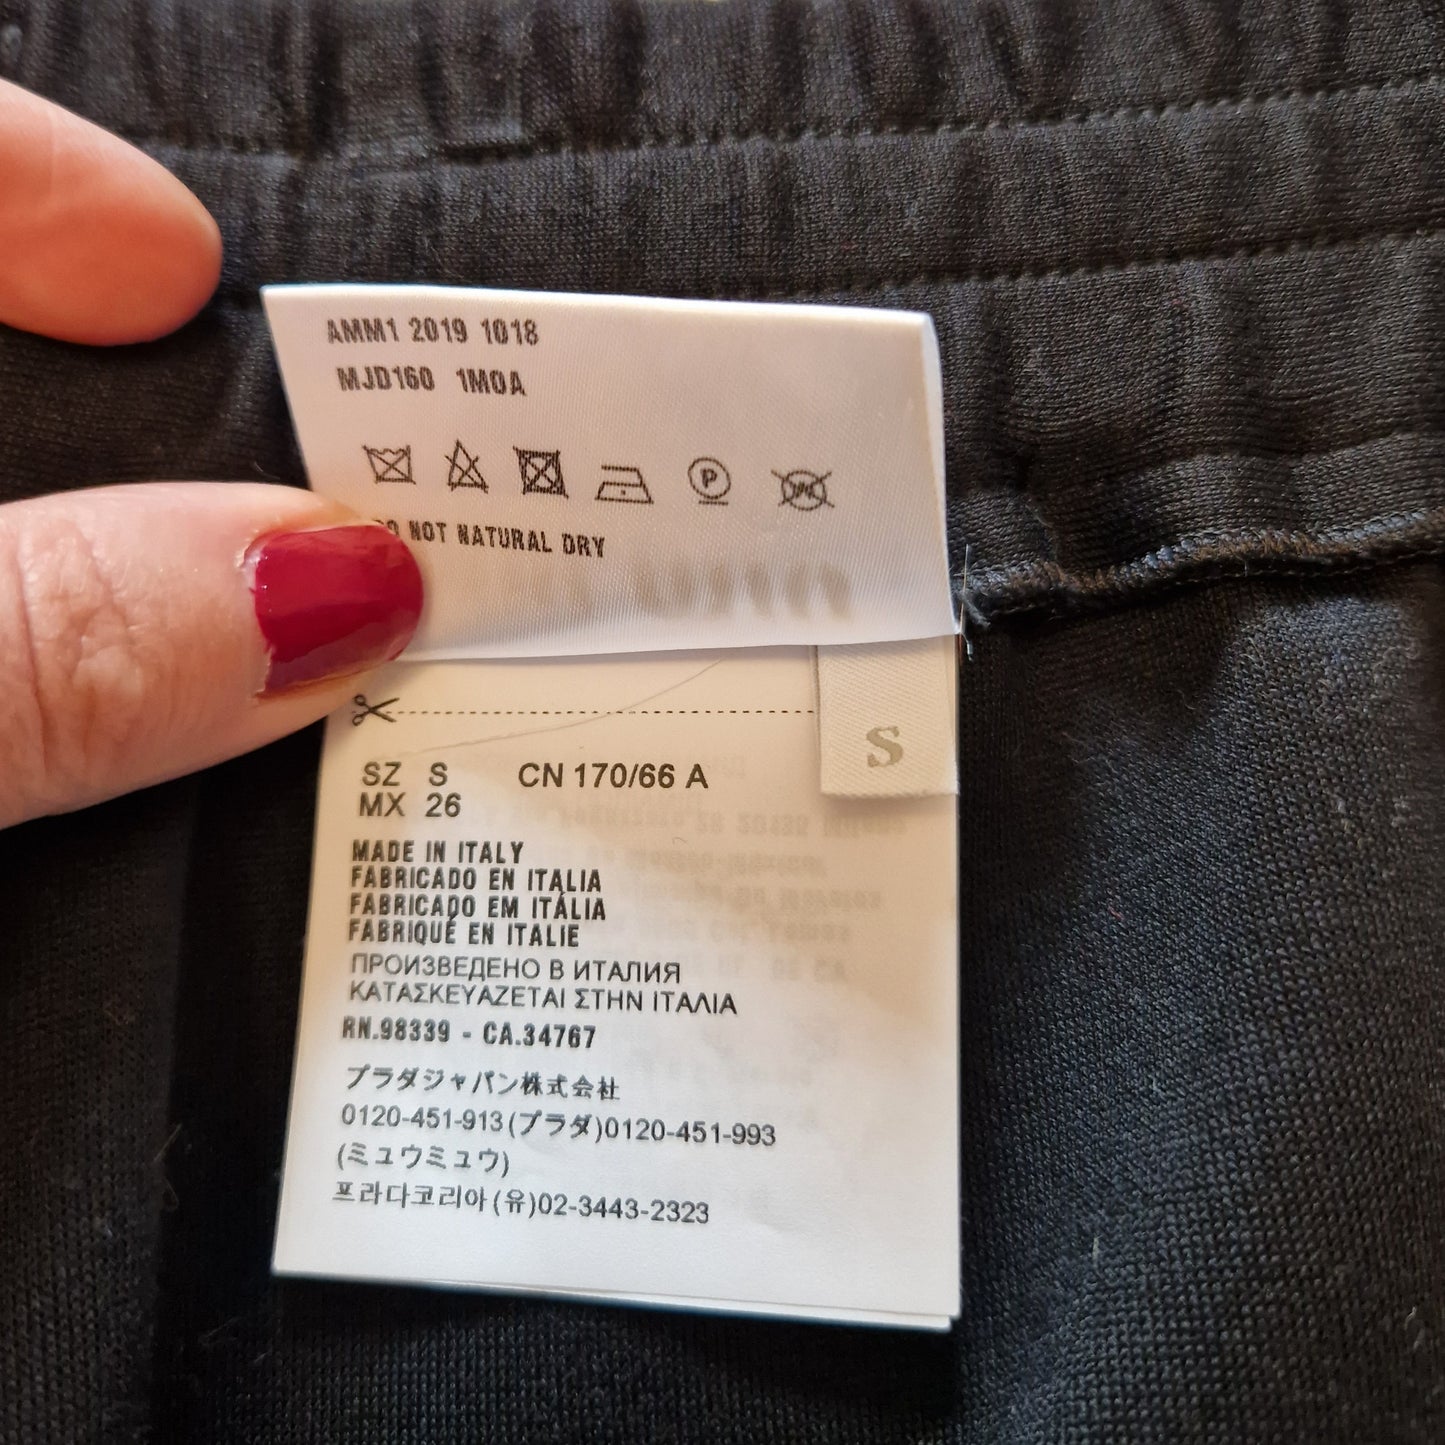 AMM1 2019 1018
MJD160 1M0A
P
DO NOT NATURAL DRY
S
SZ S CN 170/66 A
MX 26
MADE IN ITALY
FABRICADO EN ITALIA
FABRICADO EM ITÁLIA
FABRIQUÉ EN ITALIE
ПРОИЗВЕДЕНО В ИТАЛИЯ
ΚΑΤΑΣΚΕΥΑΖΕΤΑΙ ΣΤΗΝ ΙΤΑΛΙΑ
RN.98339 - CA.34767
プラダジャパン株式会社
0120-451-913(プラダ)0120-451-993
(ミュウミュウ)
프라다코리아(유)02-3443-2323